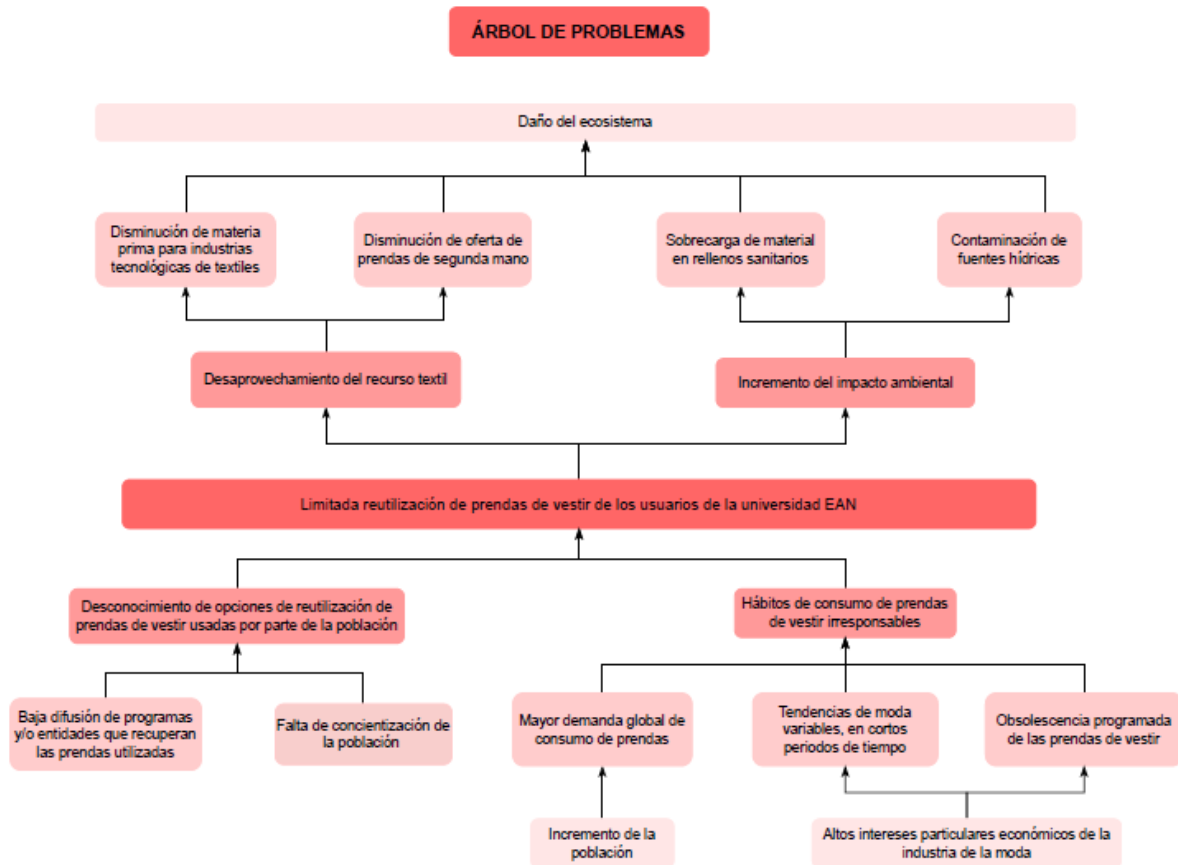 ÁRBOL DE PROBLEMAS
Daño del ecosistema
Disminución de materia
prima para industrias
tecnológicas de textiles
Disminución de oferta de
prendas de segunda mano
Sobrecarga de material
en rellenos sanitarios
Contaminación de
fuentes hídricas
Desaprovechamiento del recurso textil
Incremento del impacto ambiental
Limitada reutilización de prendas de vestir de los usuarios de la universidad EAN
Desconocimiento de opciones de reutilización de
prendas de vestir usadas por parte de la población
Hábitos de consumo de prendas
de vestir irresponsables
Baja difusión de programas
y/o entidades que recuperan
las prendas utilizadas
Falta de concientización de
la población
Mayor demanda global de
consumo de prendas
Tendencias de moda
variables, en cortos
periodos de tiempo
Obsolescencia programada
de las prendas de vestir
Incremento de la
población
Altos intereses particulares económicos de la
industria de la moda